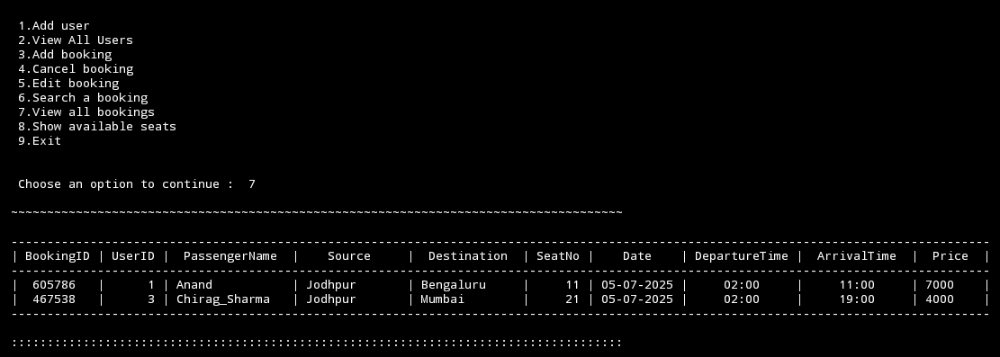 1.Add user
2.View All Users
3.Add booking
4.Cancel booking
5.Edit booking
6.Search a booking
7.View all bookings
8.Show available seats
9.Exit
Choose an option to continue :  7
~~~~~~~~~~~~~~~~~~~~~~~~~~~~~~~~~~~~~~~~~~~~~~~~~~~~~~~~~~~~~~~~~~~~~~~~~~~~~~~~~~~~~
----------------------------------------------------------------------------------------------------------------------------------------
| BookingID | UserID |  PassengerName  |    Source     |  Destination  | SeatNo |    Date    | DepartureTime |  ArrivalTime  |  Price  |
----------------------------------------------------------------------------------------------------------------------------------------
|  605786   |      1 | Anand           | Jodhpur       | Bengaluru     |     11 | 05-07-2025 |     02:00     |     11:00     | 7000    |
|  467538   |      3 | Chirag_Sharma   | Jodhpur       | Mumbai        |     21 | 05-07-2025 |     02:00     |     19:00     | 4000    |
----------------------------------------------------------------------------------------------------------------------------------------
:::::::::::::::::::::::::::::::::::::::::::::::::::::::::::::::::::::::::::::::::::::